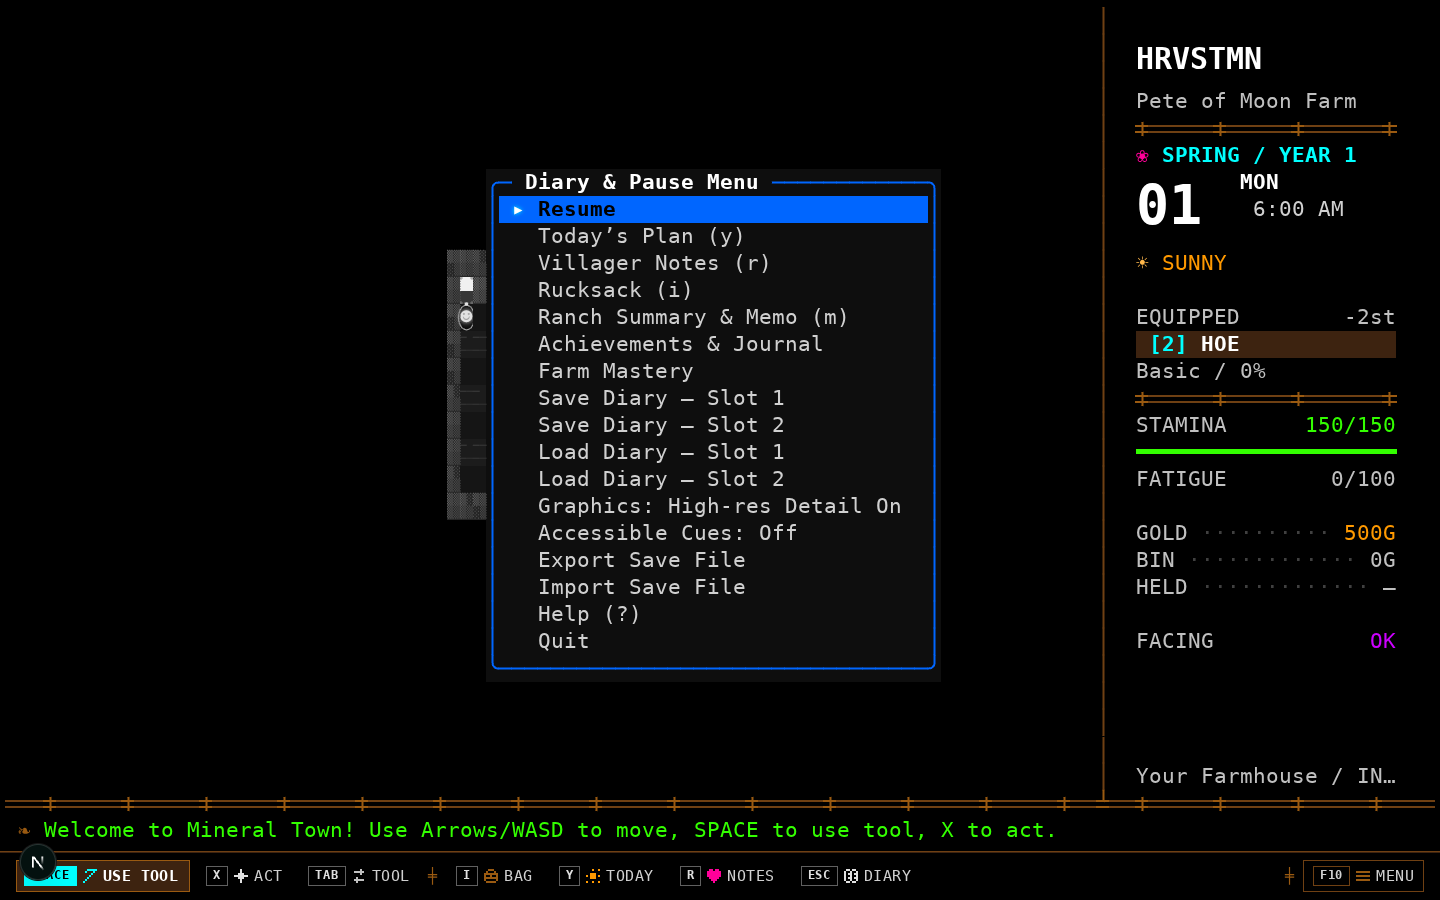 HRVSTMN
Pete of Moon Farm
SPRING / YEAR 1
01 MON
6:00 AM
SUNNY
EQUIPPED -2st
[2] HOE
Basic / 0%
STAMINA 150/150
FATIGUE 0/100
GOLD ·········· 500G
BIN ············· 0G
HELD ············· —
FACING OK
Your Farmhouse / IN…
Diary & Pause Menu
▶ Resume
Today’s Plan (y)
Villager Notes (r)
Rucksack (i)
Ranch Summary & Memo (m)
Achievements & Journal
Farm Mastery
Save Diary — Slot 1
Save Diary — Slot 2
Load Diary — Slot 1
Load Diary — Slot 2
Graphics: High-res Detail On
Accessible Cues: Off
Export Save File
Import Save File
Help (?)
Quit
Welcome to Mineral Town! Use Arrows/WASD to move, SPACE to use tool, X to act.
USE TOOL X ACT TAB TOOL I BAG Y TODAY R NOTES ESC DIARY F10 MENU
N